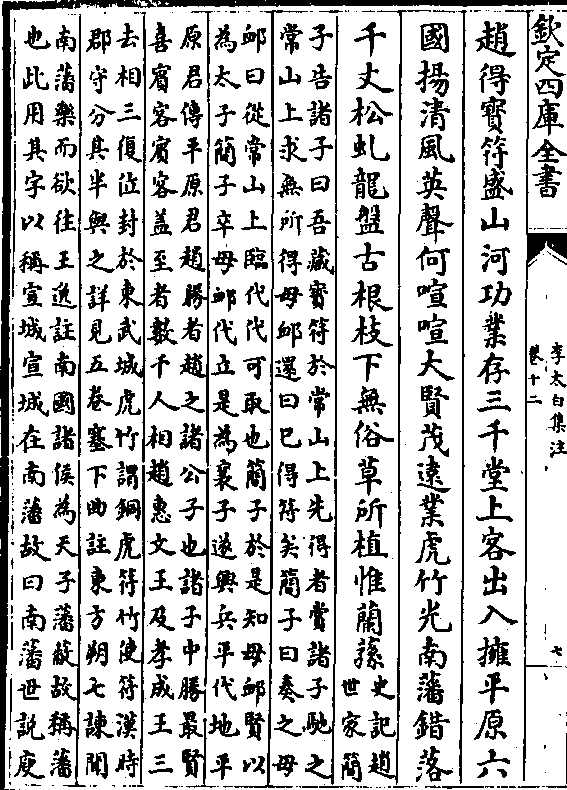 欽定四庫全書
李太白集注
卷十二
七
趙得寶符盛山河功業存三千堂上客出入擁平原六
國揚清風英聲何喧喧大賢茂遠業虎竹光南藩錯落
千丈松虬龍盤古根枝下無俗草所植惟蘭蓀
史記趙
世家簡
子告諸子曰吾藏寶符於常山上先得者賞諸子馳之
常山上求無所得毋卹還曰已得符矣簡子曰奏之毋
卹曰從常山上臨代代可取也簡子於是知毋卹賢以
為太子簡子卒毋卹代立是為襄子遂興兵平代地平
原君傳平原君趙勝者趙之諸公子也諸子中勝最賢
喜賓客賓客蓋至者數千人相趙惠文王及孝成王三
去相三復位封於東武城虎竹謂銅虎符竹使符漢時
郡守分其半與之詳見五卷塞下曲註東方朔七諫聞
南藩樂而欲往王逸註南國諸侯為天子藩蔽故稱藩
也此用其字以稱宣城宣城在南藩故曰南藩世説庾